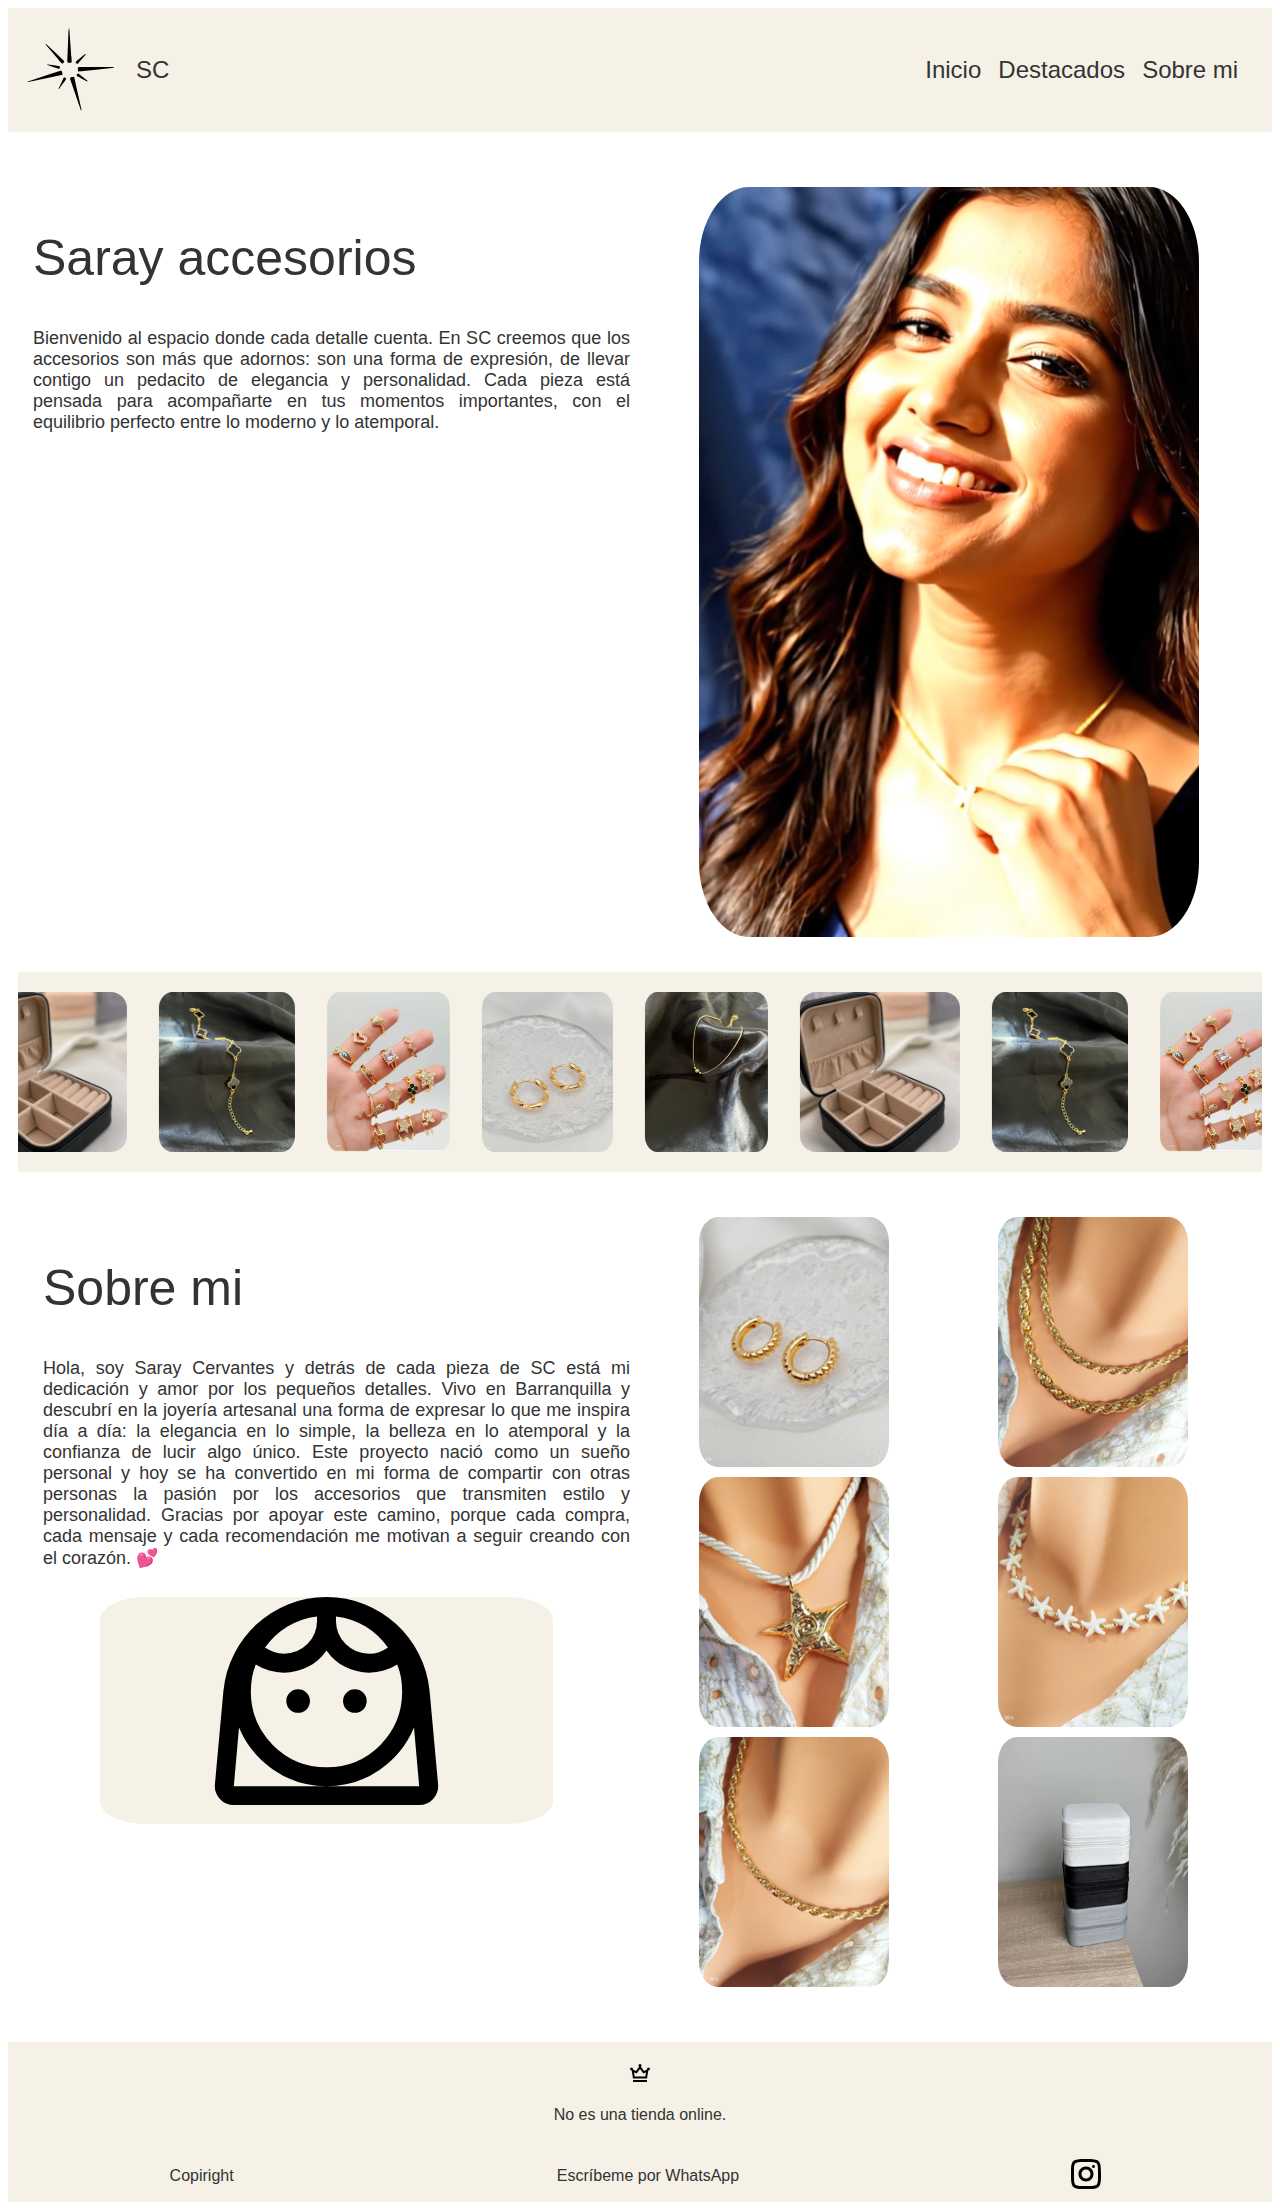 SC
Inicio Destacados Sobre mi
Saray accesorios
Bienvenido al espacio donde cada detalle cuenta. En SC creemos que los
accesorios son más que adornos: son una forma de expresión, de llevar
contigo un pedacito de elegancia y personalidad. Cada pieza está
pensada para acompañarte en tus momentos importantes, con el
equilibrio perfecto entre lo moderno y lo atemporal.
Sobre mi
Hola, soy Saray Cervantes y detrás de cada pieza de SC está mi
dedicación y amor por los pequeños detalles. Vivo en Barranquilla y
descubrí en la joyería artesanal una forma de expresar lo que me inspira
día a día: la elegancia en lo simple, la belleza en lo atemporal y la
confianza de lucir algo único. Este proyecto nació como un sueño
personal y hoy se ha convertido en mi forma de compartir con otras
personas la pasión por los accesorios que transmiten estilo y
personalidad. Gracias por apoyar este camino, porque cada compra,
cada mensaje y cada recomendación me motivan a seguir creando con
el corazón. 💕
No es una tienda online.
Copiright
Escríbeme por WhatsApp